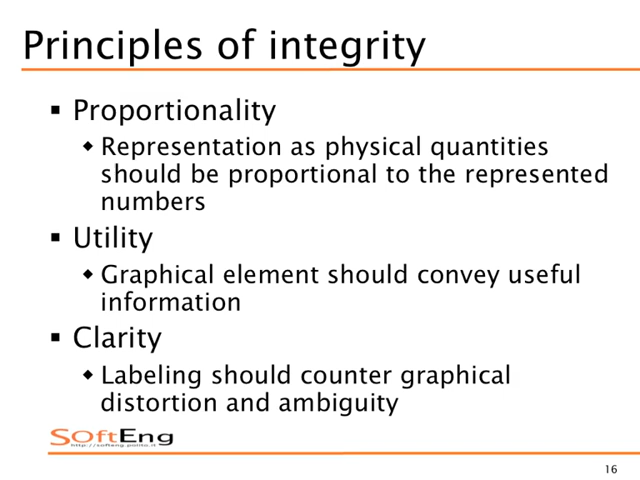 Principles of integrity
▪ Proportionality
◆ Representation as physical quantities
should be proportional to the represented
numbers
▪ Utility
◆ Graphical element should convey useful
information
▪ Clarity
◆ Labeling should counter graphical
distortion and ambiguity
SoftEng
http://softeng.polito.it
16